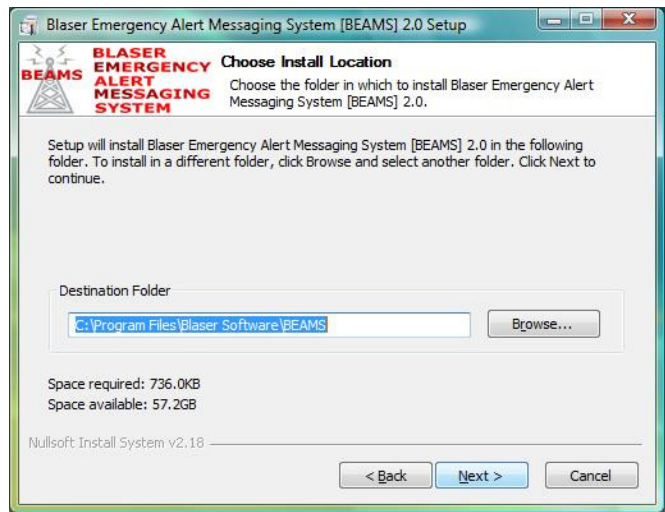 Blaser Emergency Alert Messaging System [BEAMS] 2.0 Setup
BEAMS
BLASER
EMERGENCY
ALERT
MESSAGING
SYSTEM
Choose Install Location
Choose the folder in which to install Blaser Emergency Alert
Messaging System [BEAMS] 2.0.
Setup will install Blaser Emergency Alert Messaging System [BEAMS] 2.0 in the following
folder. To install in a different folder, click Browse and select another folder. Click Next to
continue.
Destination Folder
C:\Program Files\Blaser Software\BEAMS
Browse...
Space required: 736.0KB
Space available: 57.2GB
Nullsoft Install System v2.18
< Back
Next >
Cancel